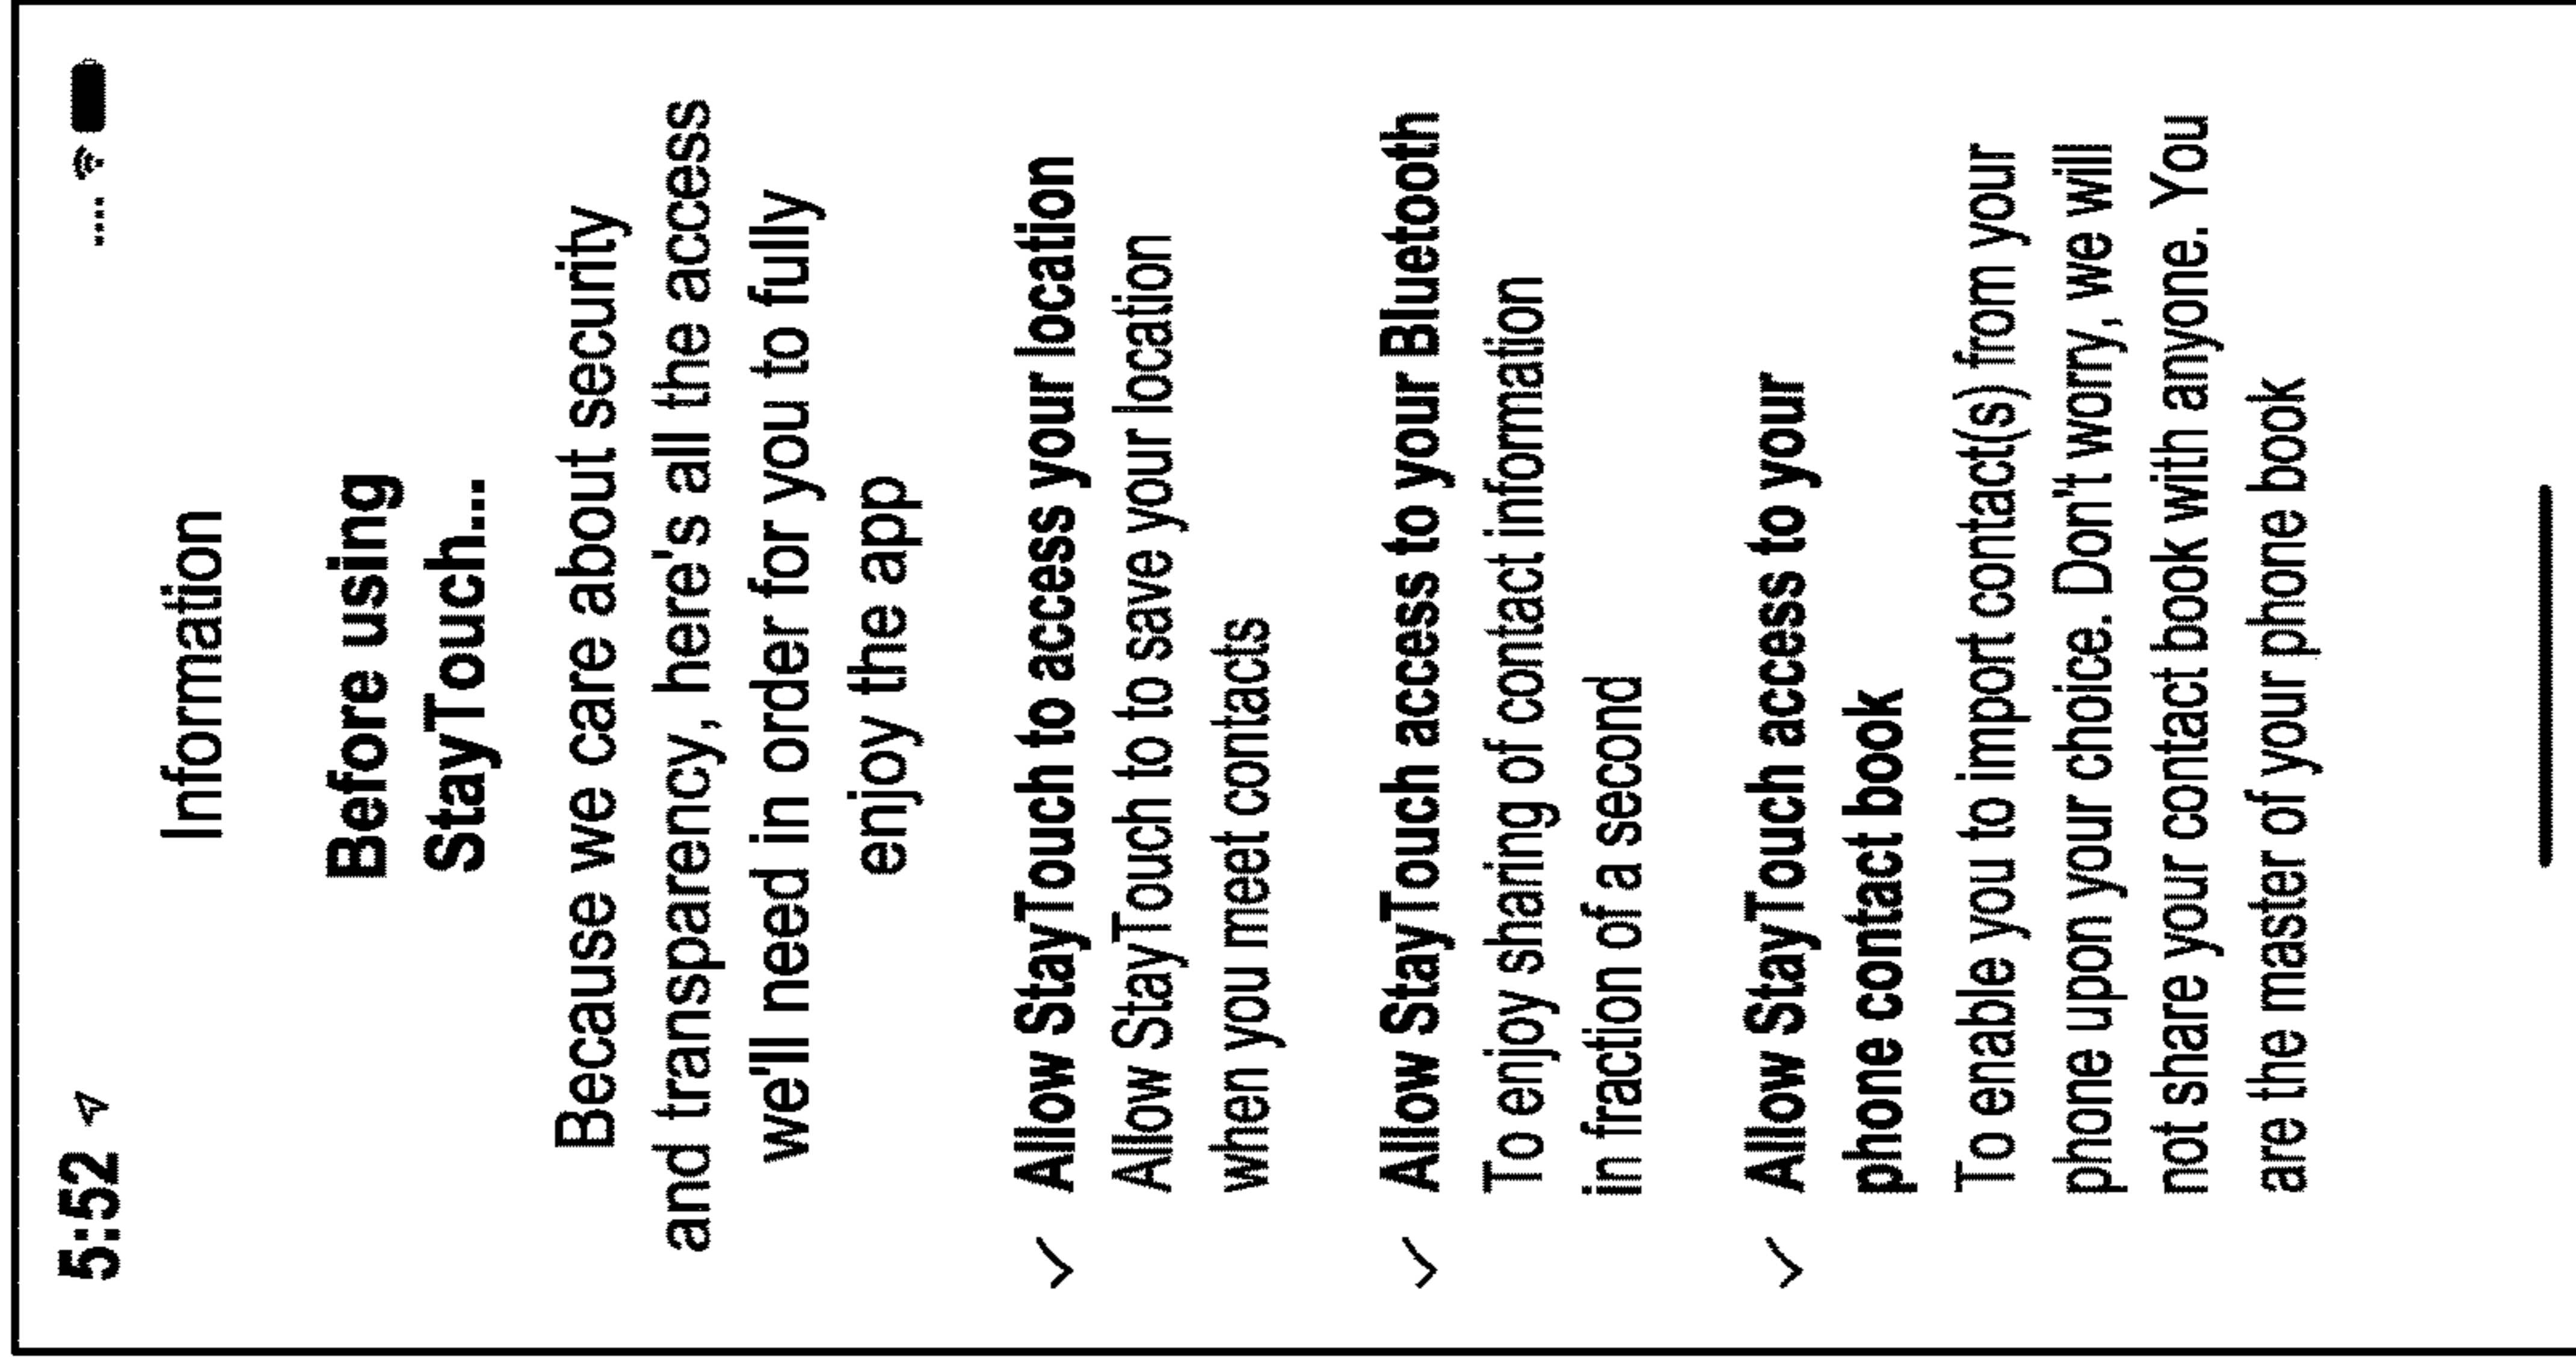 5:52
Information
Before using
StayTouch...
Because we care about security
and transparency, here's all the access
we'll need in order for you to fully
enjoy the app
Allow StayTouch to access your location
Allow StayTouch to to save your location
when you meet contacts
Allow StayTouch access to your Bluetooth
To enjoy sharing of contact information
in fraction of a second
Allow StayTouch access to your
phone contact book
To enable you to import contact(s) from your
phone upon your choice. Don't worry, we will
not share your contact book with anyone. You
are the master of your phone book